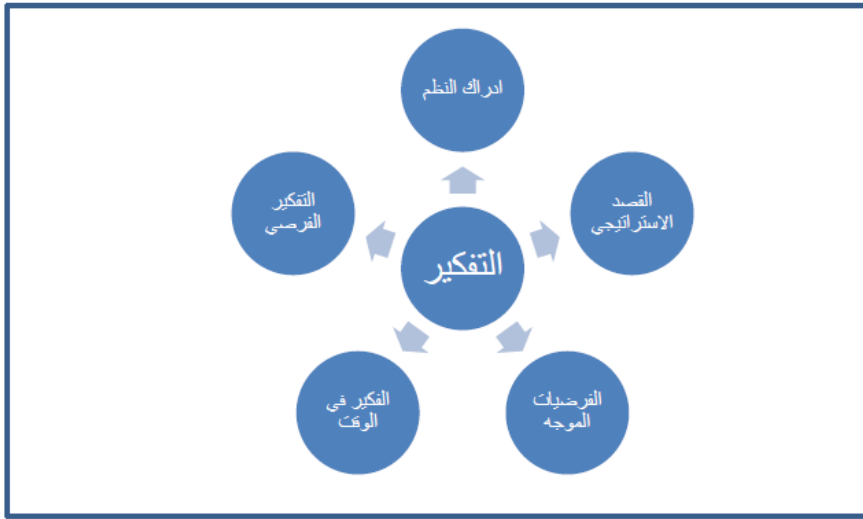 ادراك النظم
القصد
الاستراتيجي
التفكير
الفرصي
التفكير
الفرضيات
الموجه
الفكير في
الوقت